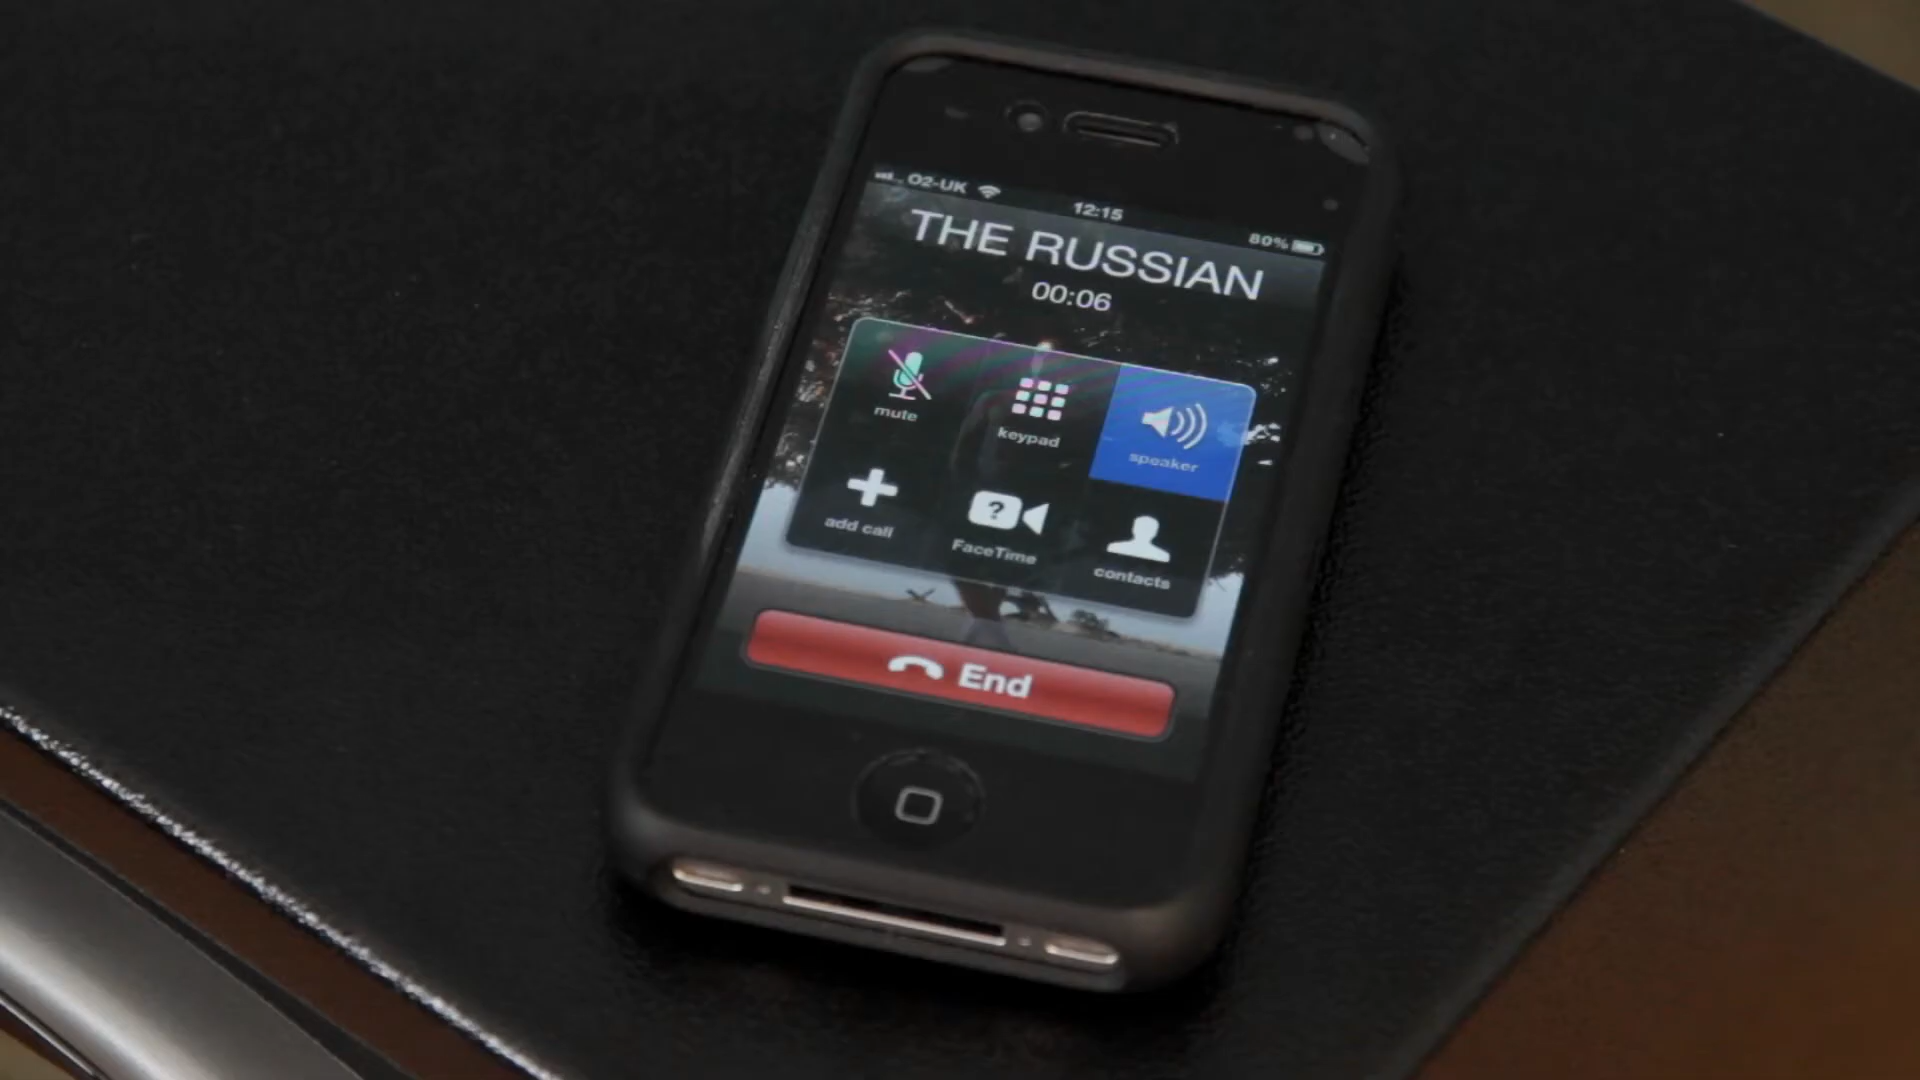 O2-UK
12:15
80%
THE RUSSIAN
00:06
mute
keypad
speaker
add call
?
FaceTime
contacts
End